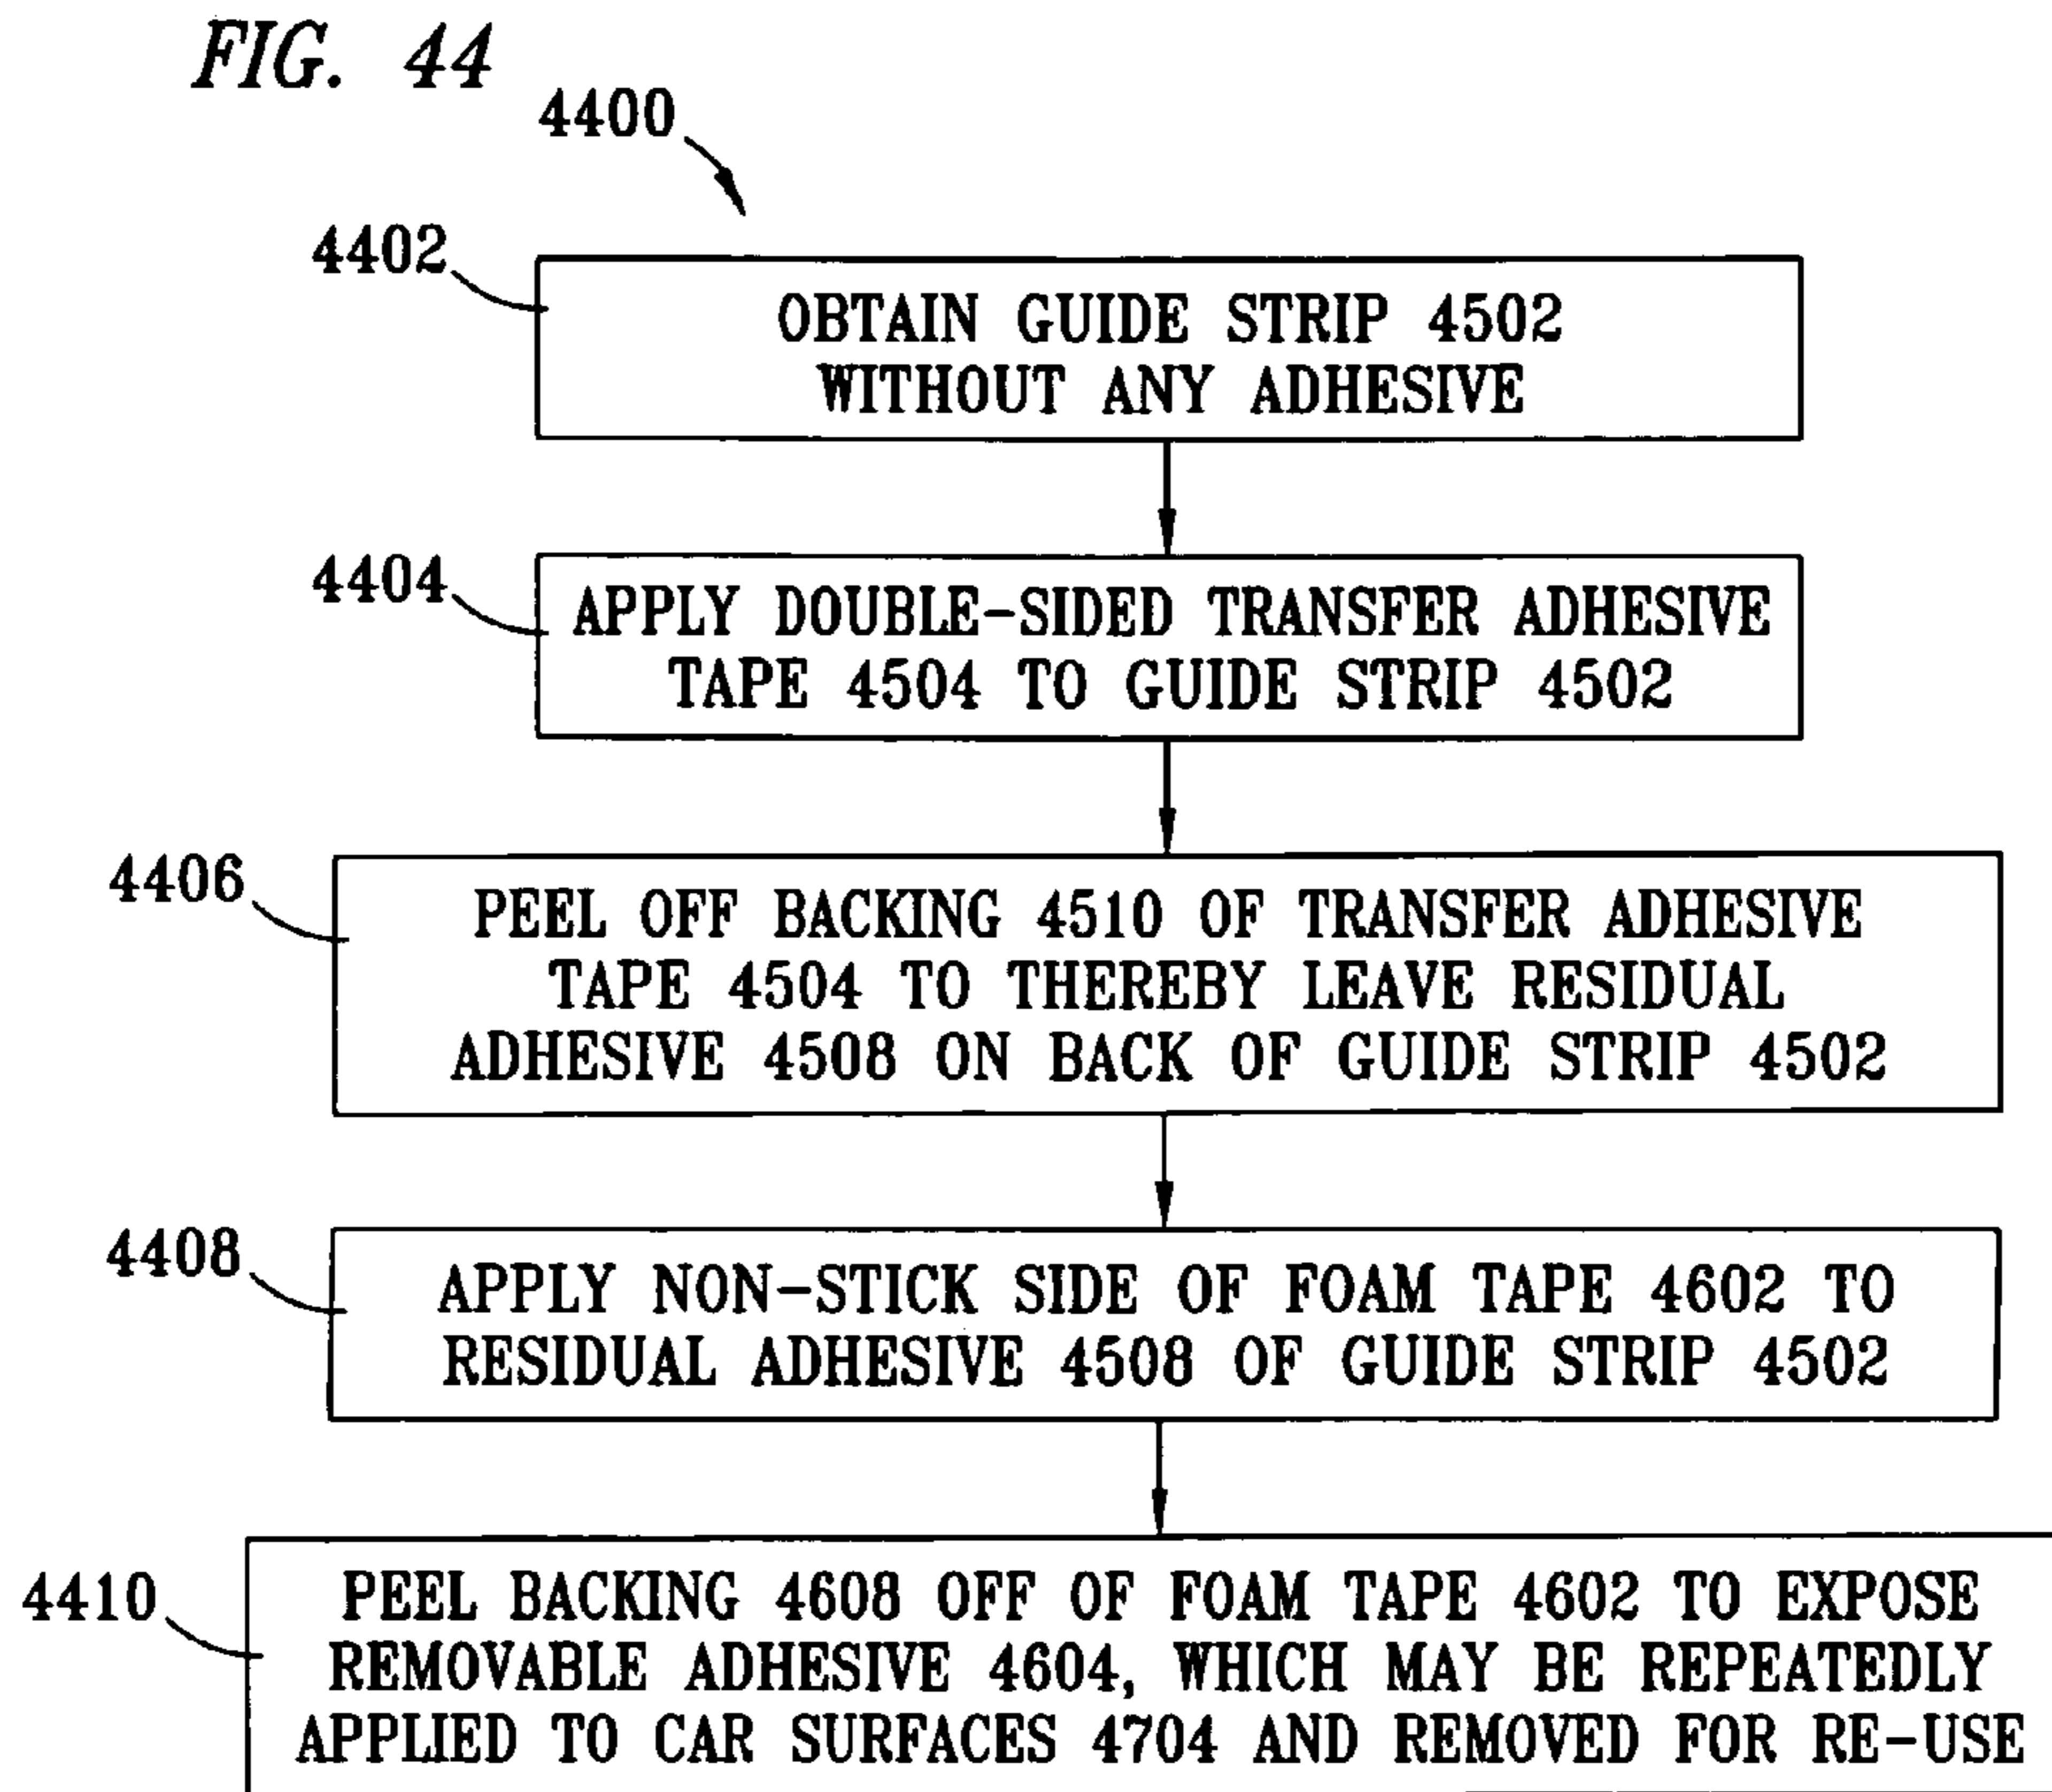 FIG. 44
4400
4402
OBTAIN GUIDE STRIP 4502
WITHOUT ANY ADHESIVE
4404
APPLY DOUBLE-SIDED TRANSFER ADHESIVE
TAPE 4504 TO GUIDE STRIP 4502
4406
PEEL OFF BACKING 4510 OF TRANSFER ADHESIVE
TAPE 4504 TO THEREBY LEAVE RESIDUAL
ADHESIVE 4508 ON BACK OF GUIDE STRIP 4502
4408
APPLY NON-STICK SIDE OF FOAM TAPE 4602 TO
RESIDUAL ADHESIVE 4508 OF GUIDE STRIP 4502
4410
PEEL BACKING 4608 OFF OF FOAM TAPE 4602 TO EXPOSE
REMOVABLE ADHESIVE 4604, WHICH MAY BE REPEATEDLY
APPLIED TO CAR SURFACES 4704 AND REMOVED FOR RE-USE